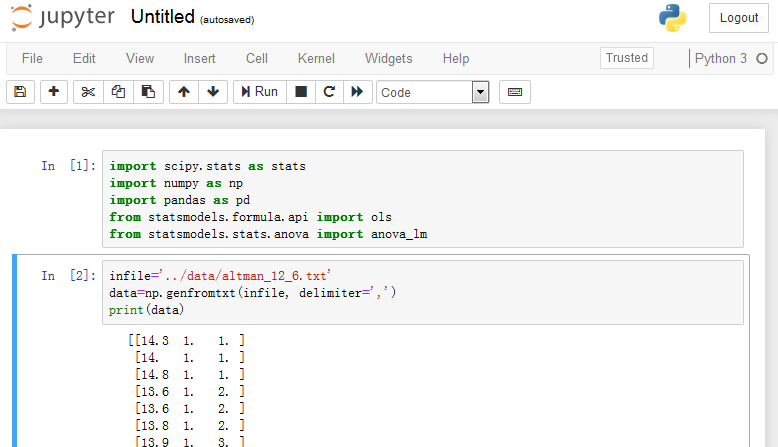 jupyter Untitled (autosaved) Logout
File Edit View Insert Cell Kernel Widgets Help Trusted Python 3
Run Code
In [1]: import scipy.stats as stats
import numpy as np
import pandas as pd
from statsmodels.formula.api import ols
from statsmodels.stats.anova import anova_lm
In [2]: infile='../data/altman_12_6.txt'
data=np.genfromtxt(infile, delimiter=',')
print(data)
[[14.3 1. 1. ]
[14. 1. 1. ]
[14.8 1. 1. ]
[13.6 1. 2. ]
[13.6 1. 2. ]
[13.8 1. 2. ]
[13.9 1. 3. ]